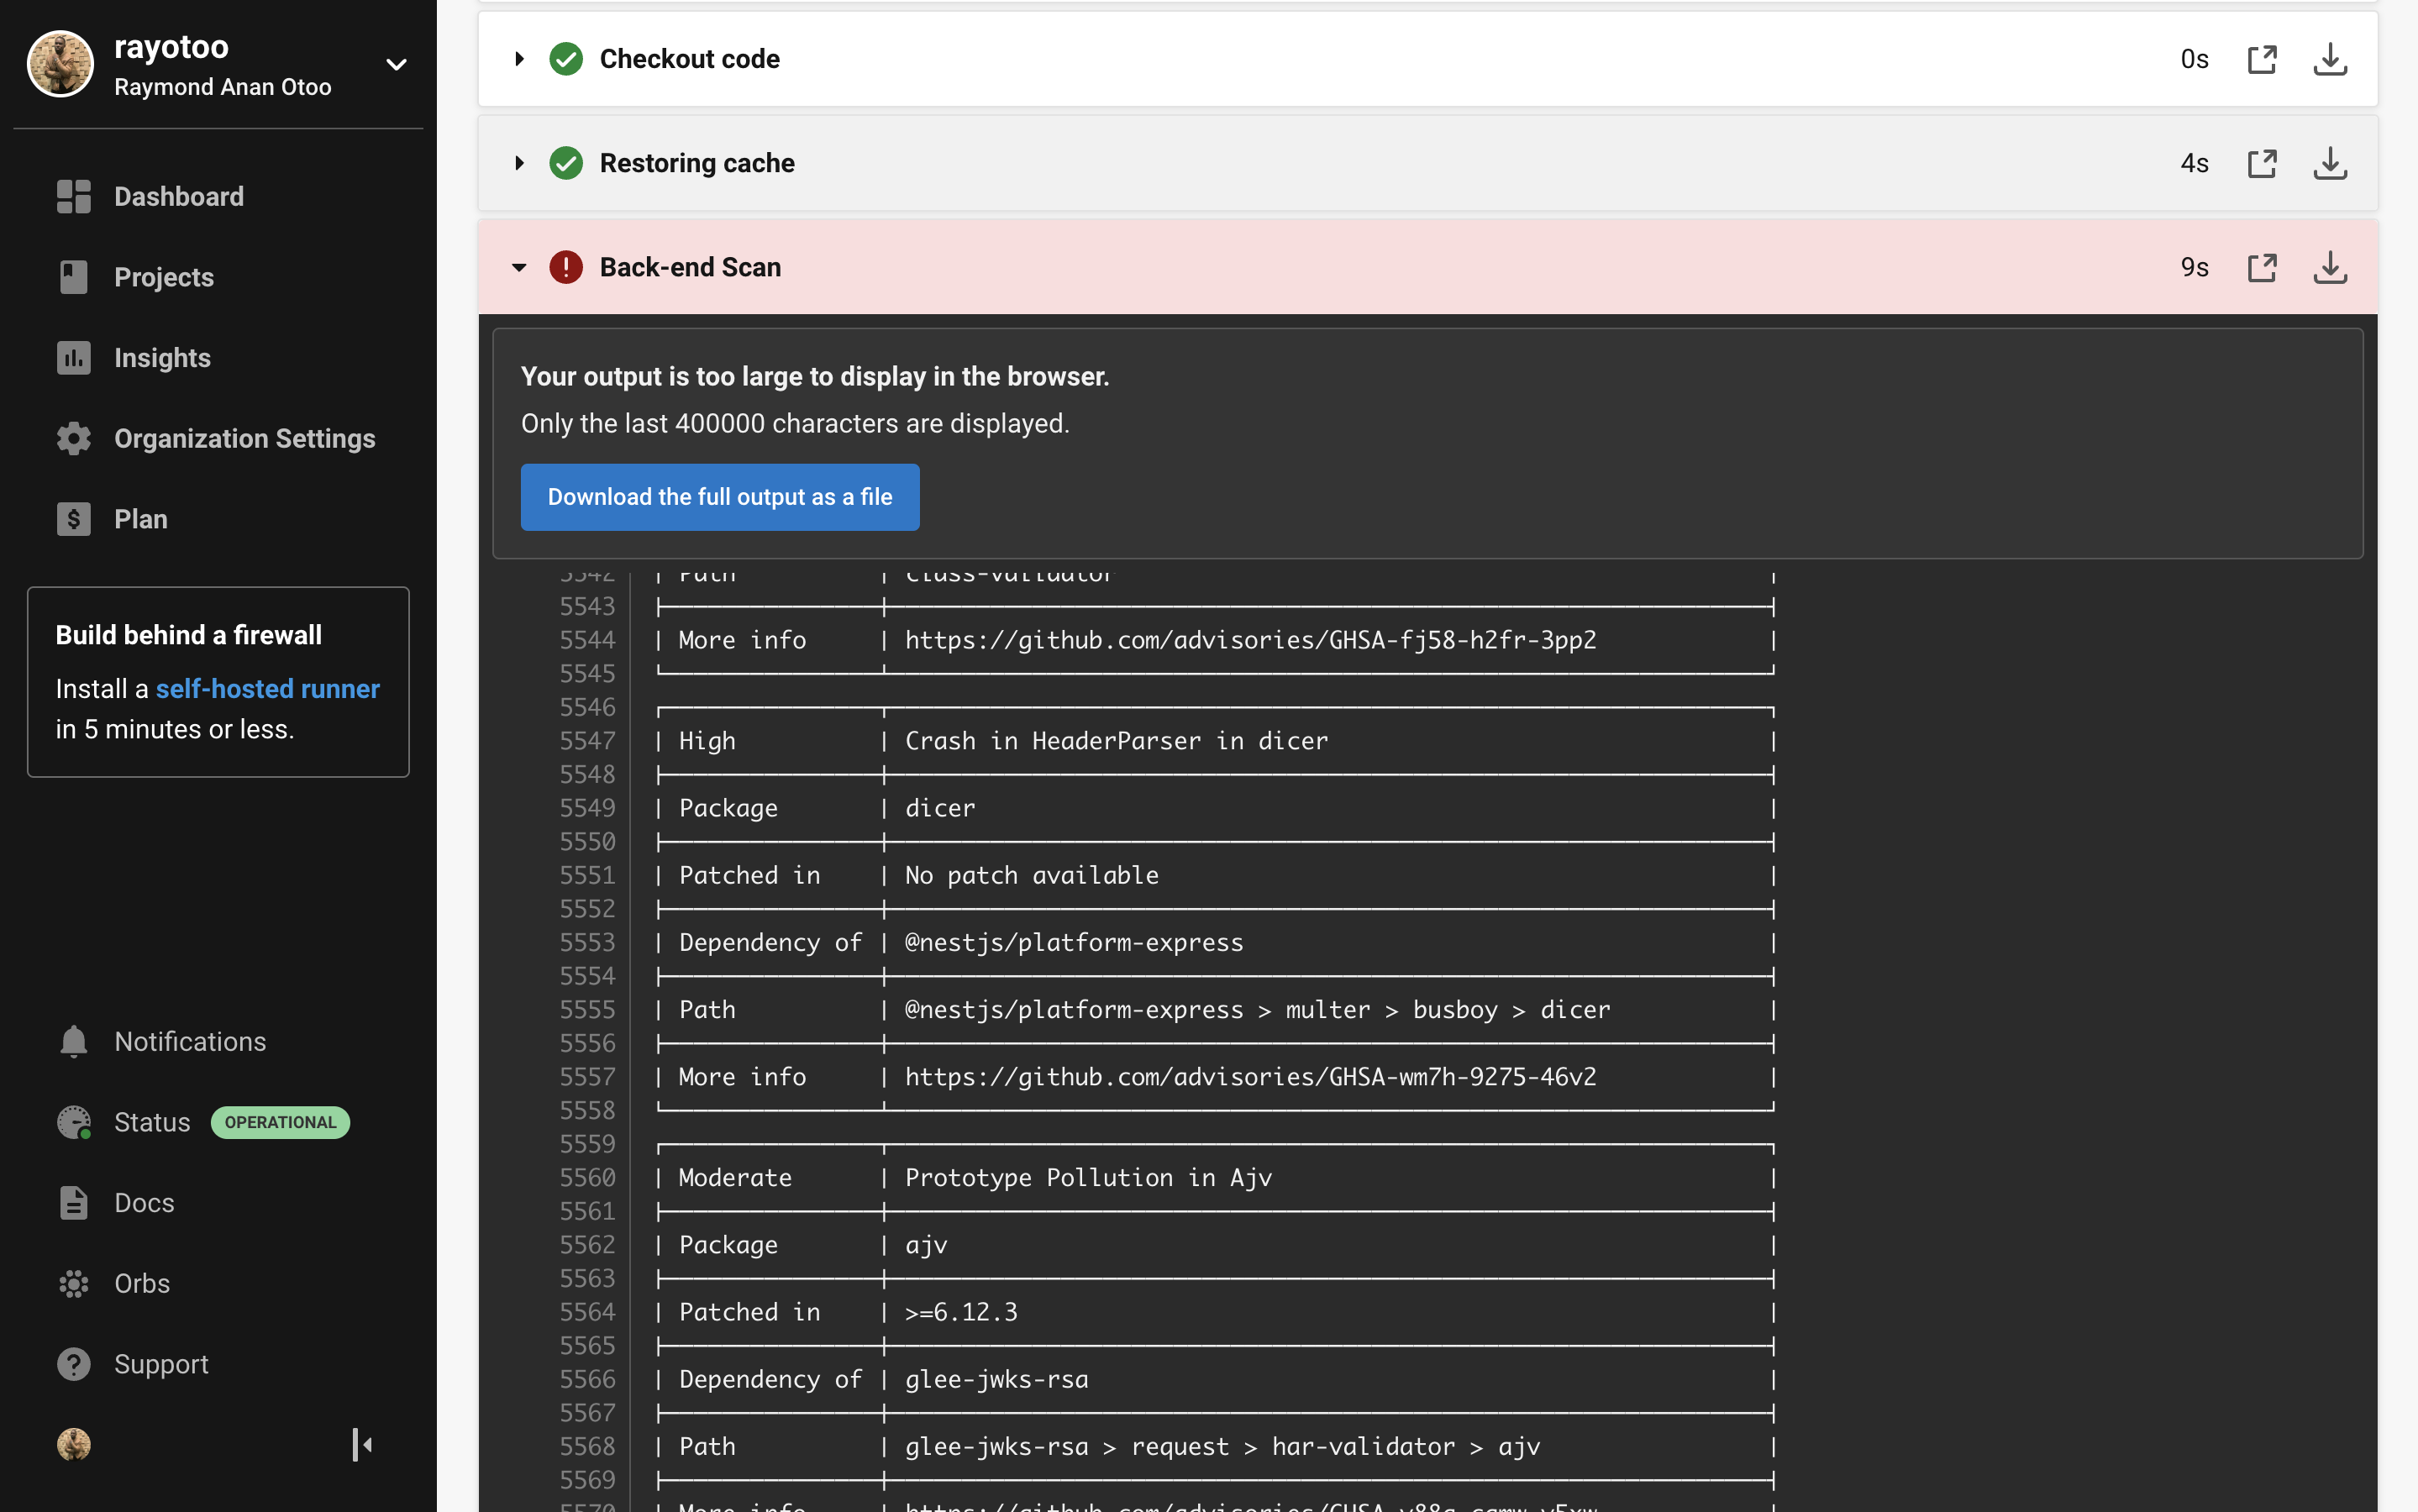 rayotoo
Raymond Anan Otoo
Dashboard
Projects
Insights
Organization Settings
Plan
Build behind a firewall
Install a self-hosted runner
in 5 minutes or less.
Notifications
Status OPERATIONAL
Docs
Orbs
Support
Checkout code 0s
Restoring cache 4s
Back-end Scan 9s
Your output is too large to display in the browser.
Only the last 400000 characters are displayed.
Download the full output as a file
5542 | Path | class-validator |
5543
5544 | More info | https://github.com/advisories/GHSA-fj58-h2fr-3pp2 |
5545
5546
5547 | High | Crash in HeaderParser in dicer |
5548
5549 | Package | dicer |
5550
5551 | Patched in | No patch available |
5552
5553 | Dependency of | @nestjs/platform-express |
5554
5555 | Path | @nestjs/platform-express > multer > busboy > dicer |
5556
5557 | More info | https://github.com/advisories/GHSA-wm7h-9275-46v2 |
5558
5559
5560 | Moderate | Prototype Pollution in Ajv |
5561
5562 | Package | ajv |
5563
5564 | Patched in | >=6.12.3 |
5565
5566 | Dependency of | glee-jwks-rsa |
5567
5568 | Path | glee-jwks-rsa > request > har-validator > ajv |
5569
5570 | More info |